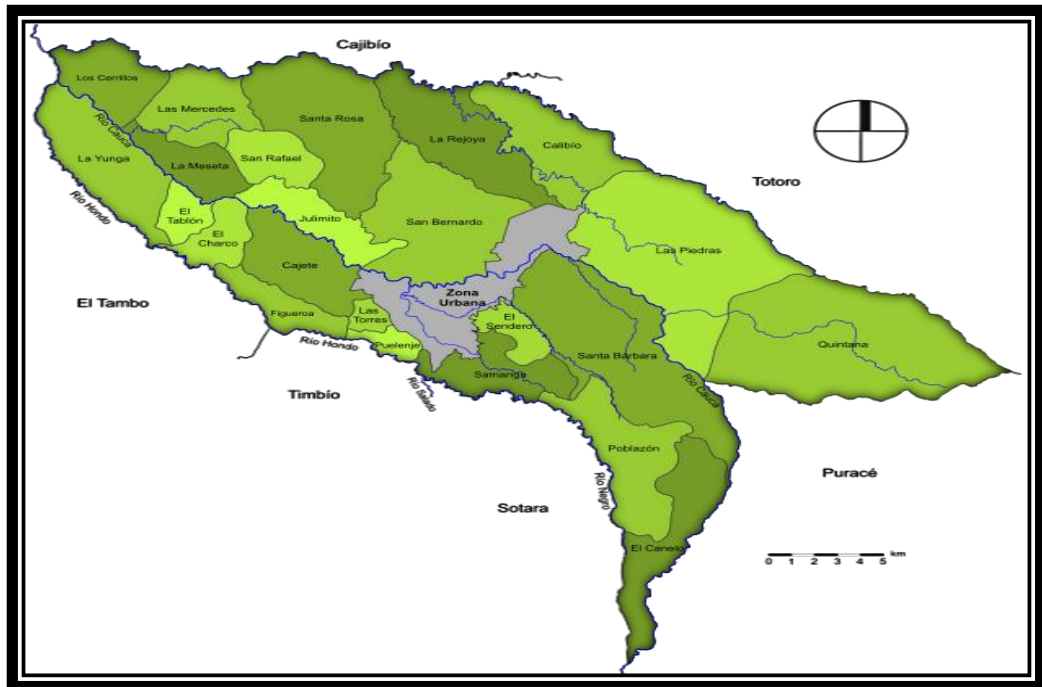 Cajibío
Los Cerrillos
Las Mercedes
Santa Rosa
La Rejoya
Calibío
Río Cauca
La Yunga
La Meseta
San Rafael
Totoro
Río Hondo
El
Tablón
El
Charco
Julimito
San Bernardo
Las Piedras
Cajete
El Tambo
Zona
Urbana
Figueroa
Las
Torres
El
Sendero
Quintana
Río Hondo
Puelenje
Santa Bárbara
Samanga
Timbío
Río Salado
Río Cauca
Poblazón
Puracé
Río Negro
Sotara
El Canelo
km
0 1 2 3 4 5